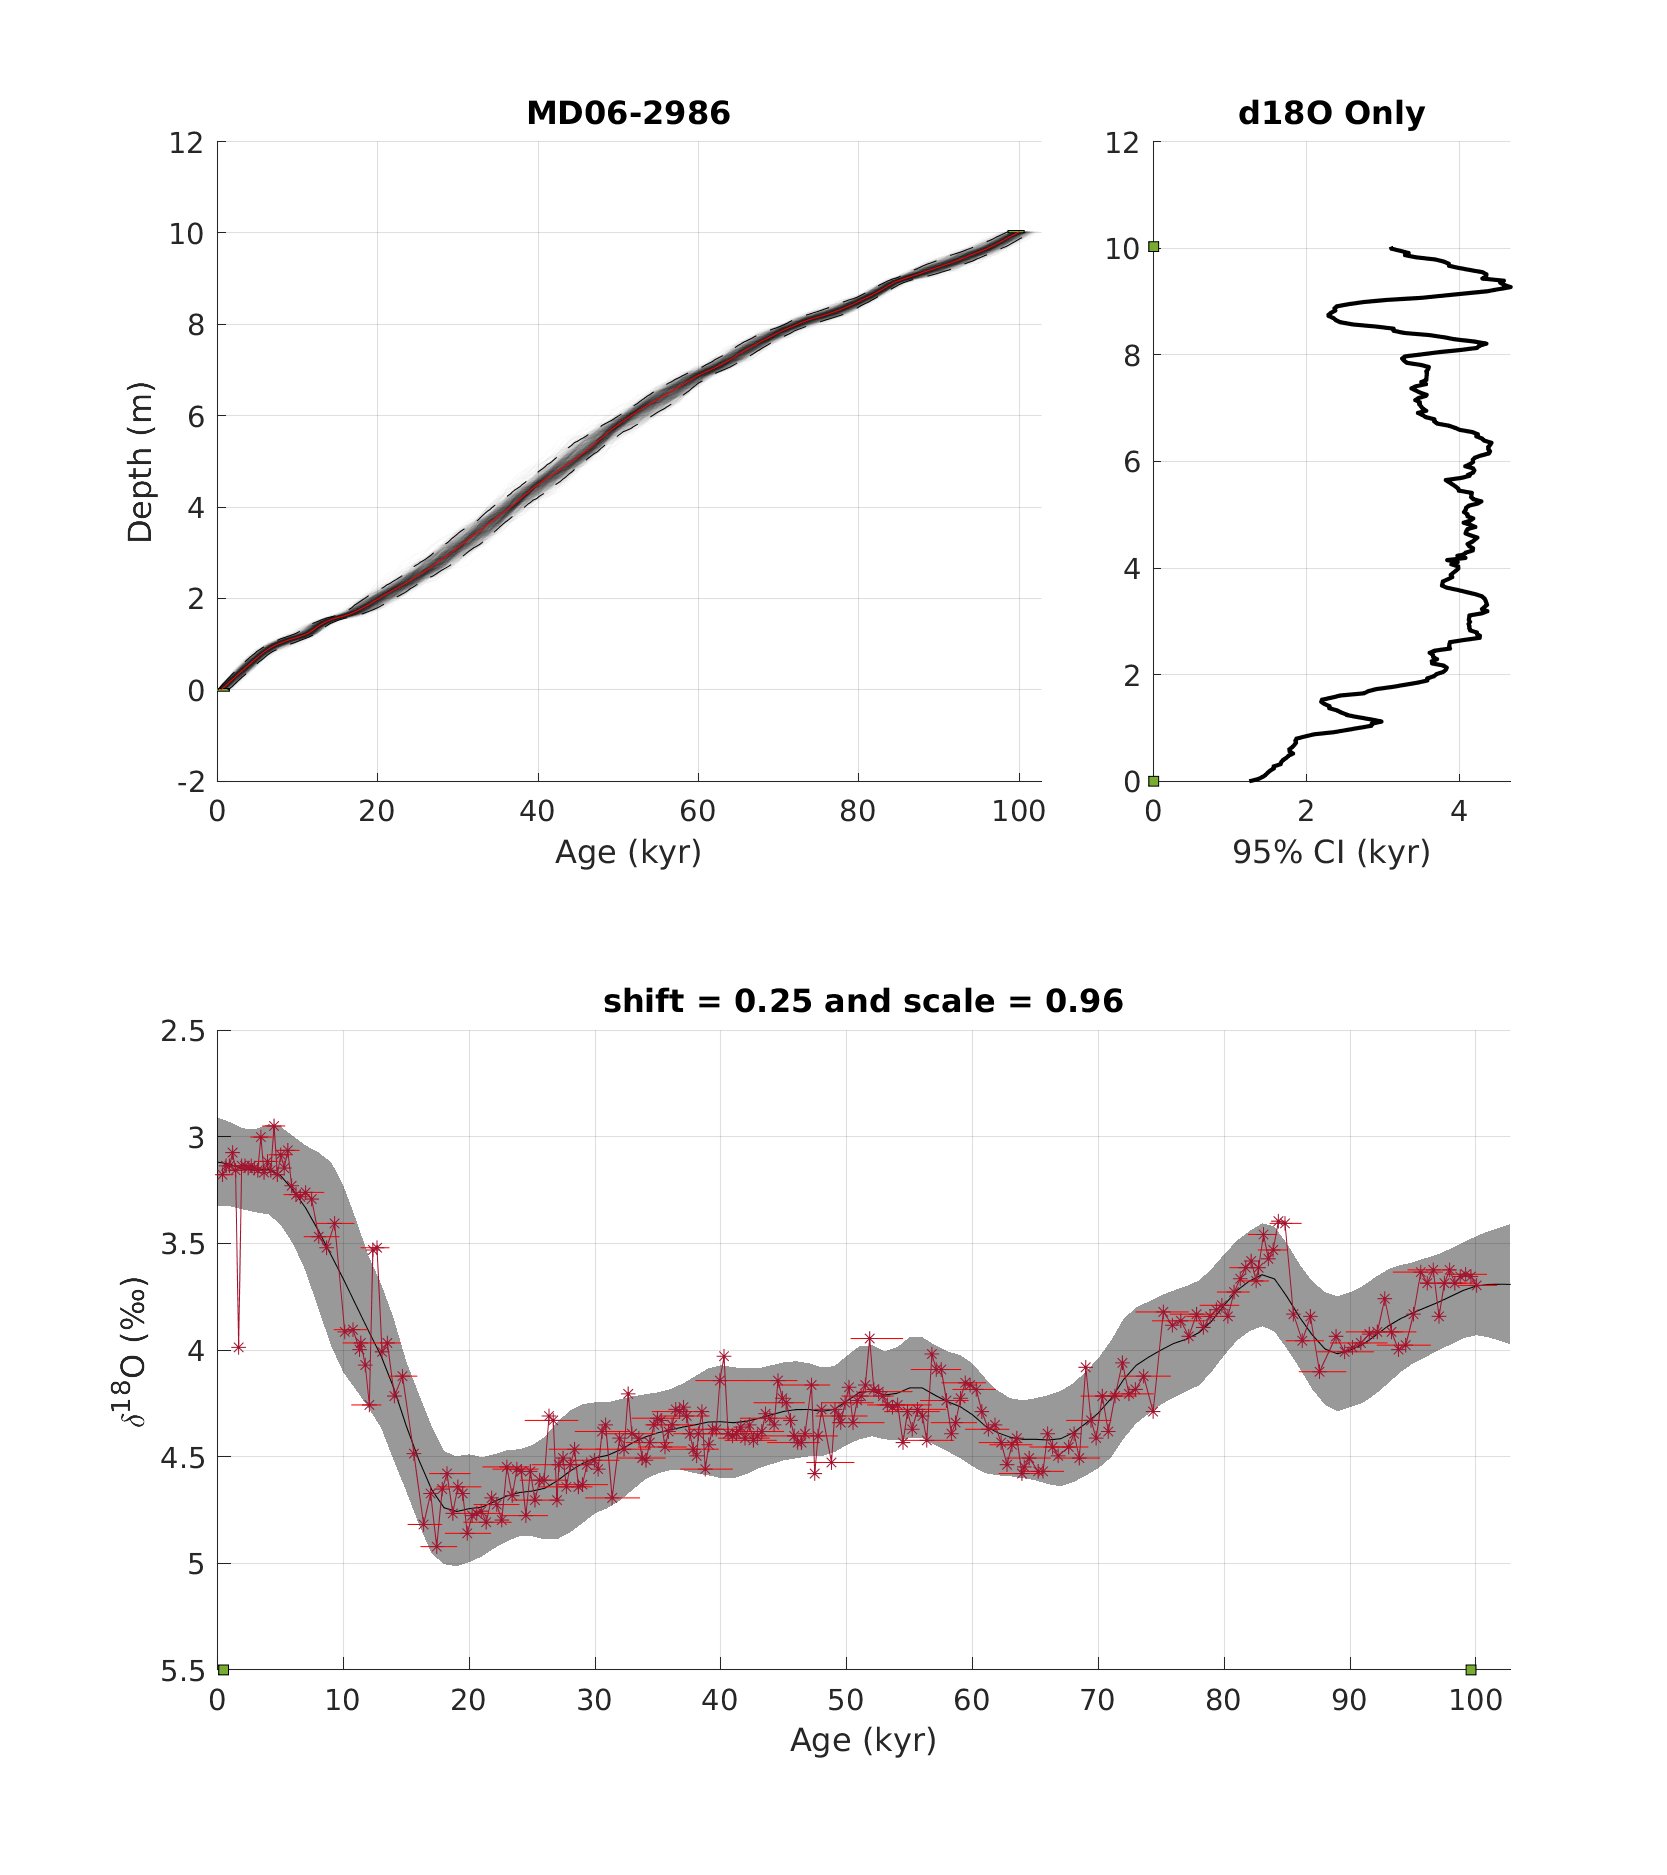 MD06-2986
12
10
8
6
4
2
0
-2
Depth (m)
0 20 40 60 80 100
Age (kyr)
d18O Only
12
10
8
6
4
2
0
0 2 4
95% CI (kyr)
shift = 0.25 and scale = 0.96
2.5
3
3.5
4
4.5
5
5.5
δ18O (‰)
0 10 20 30 40 50 60 70 80 90 100
Age (kyr)